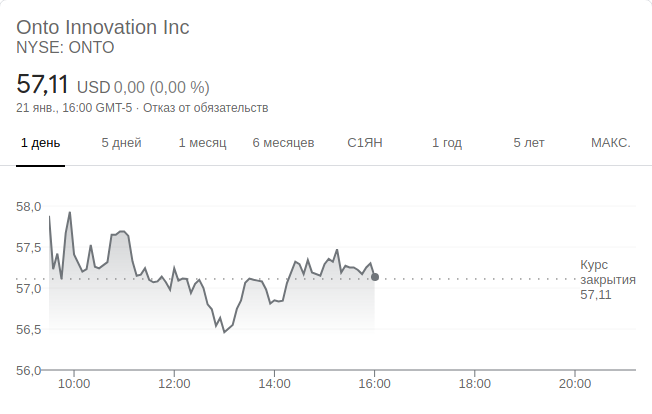 Onto Innovation Inc
NYSE: ONTO
57,11 USD 0,00 (0,00 %)
21 янв., 16:00 GMT-5 · Отказ от обязательств
1 день 5 дней 1 месяц 6 месяцев С1ЯН 1 год 5 лет МАКС.
58,0
57,5
Курс
закрытия
57,11
57,0
56,5
56,0
10:00 12:00 14:00 16:00 18:00 20:00